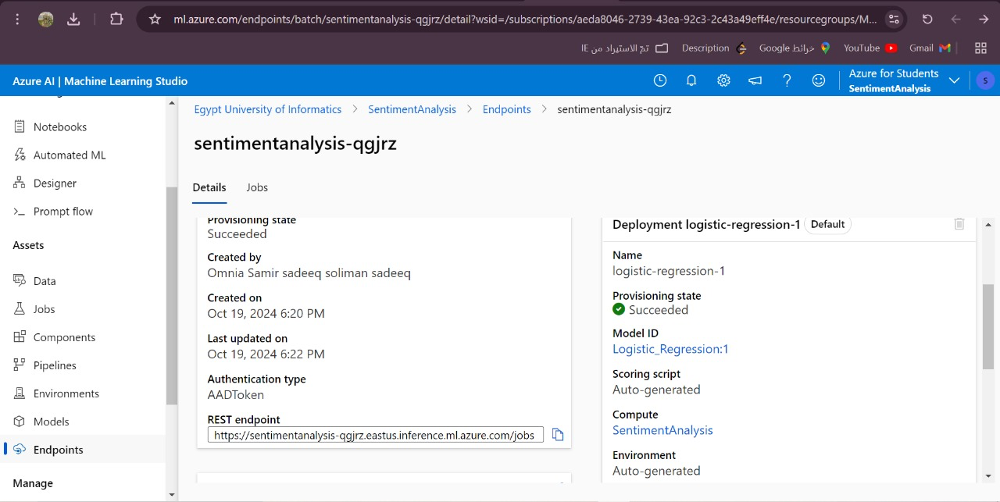 ml.azure.com/endpoints/batch/sentimentanalysis-qgjrz/detail?wsid=/subscriptions/aeda8046-2739-43ea-92c3-2c43a49eff4e/resourcegroups/M...
تمّ الاستيراد من IE
Description
خرائط Google
YouTube
Gmail
Azure AI | Machine Learning Studio
Azure for Students
SentimentAnalysis
S
Notebooks
Automated ML
Designer
Prompt flow
Assets
Data
Jobs
Components
Pipelines
Environments
Models
Endpoints
Manage
Egypt University of Informatics > SentimentAnalysis > Endpoints > sentimentanalysis-qgjrz
sentimentanalysis-qgjrz
Details Jobs
Provisioning state
Succeeded
Created by
Omnia Samir sadeeq soliman sadeeq
Created on
Oct 19, 2024 6:20 PM
Last updated on
Oct 19, 2024 6:22 PM
Authentication type
AADToken
REST endpoint
https://sentimentanalysis-qgjrz.eastus.inference.ml.azure.com/jobs
Deployment logistic-regression-1 Default
Name
logistic-regression-1
Provisioning state
Succeeded
Model ID
Logistic_Regression:1
Scoring script
Auto-generated
Compute
SentimentAnalysis
Environment
Auto-generated